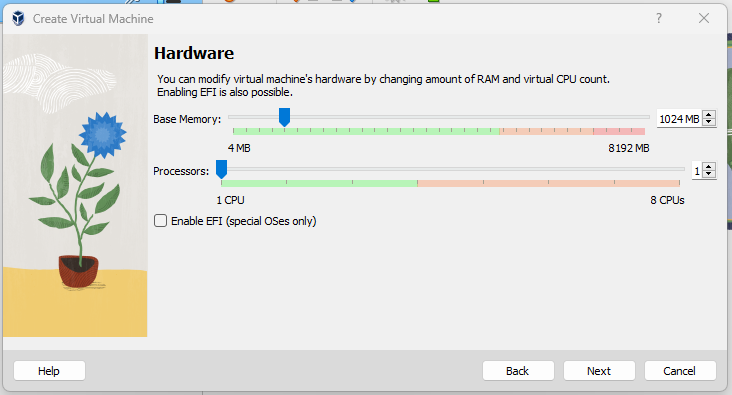 Create Virtual Machine
Hardware
You can modify virtual machine's hardware by changing amount of RAM and virtual CPU count.
Enabling EFI is also possible.
Base Memory: 1024 MB
4 MB 8192 MB
Processors: 1
1 CPU 8 CPUs
Enable EFI (special OSes only)
Help Back Next Cancel